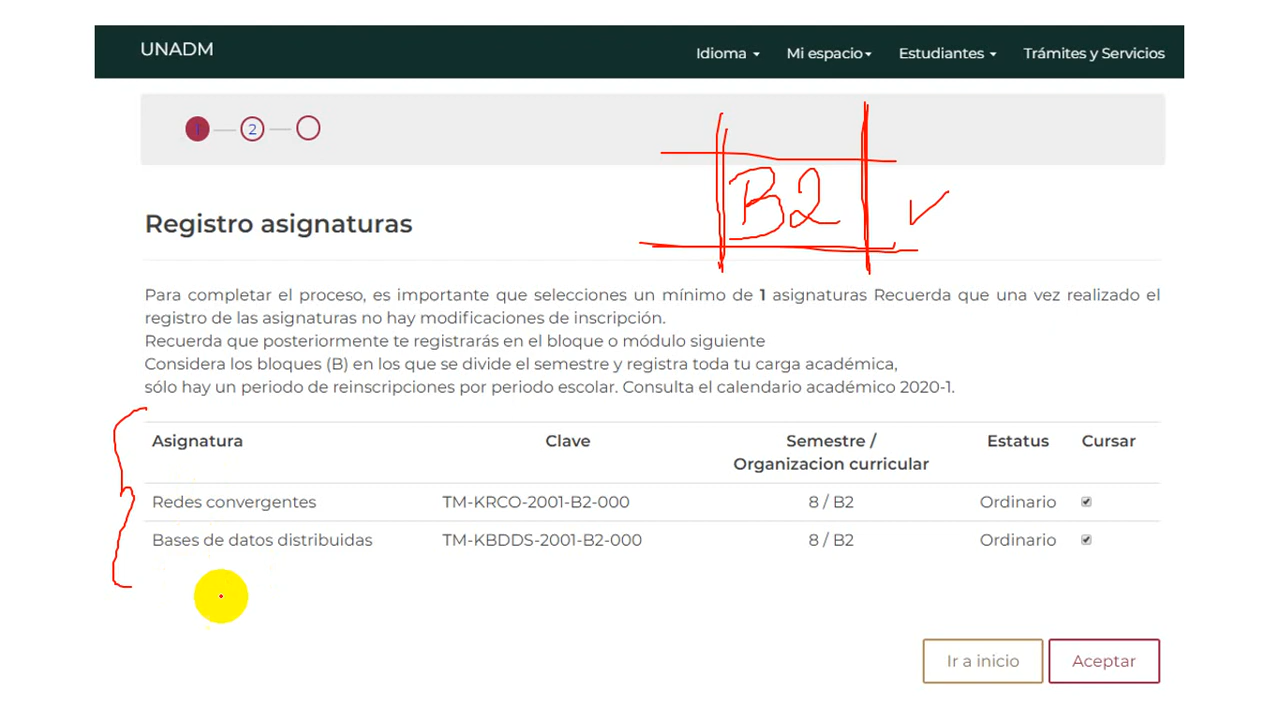 UNADM
Idioma Mi espacio Estudiantes Trámites y Servicios
1 2
B2
Registro asignaturas
Para completar el proceso, es importante que selecciones un mínimo de 1 asignaturas Recuerda que una vez realizado el
registro de las asignaturas no hay modificaciones de inscripción.
Recuerda que posteriormente te registrarás en el bloque o módulo siguiente
Considera los bloques (B) en los que se divide el semestre y registra toda tu carga académica,
sólo hay un periodo de reinscripciones por periodo escolar. Consulta el calendario académico 2020-1.
Asignatura Clave Semestre / Estatus Cursar
Organizacion curricular
Redes convergentes TM-KRCO-2001-B2-000 8 / B2 Ordinario
Bases de datos distribuidas TM-KBDDS-2001-B2-000 8 / B2 Ordinario
Ir a inicio Aceptar